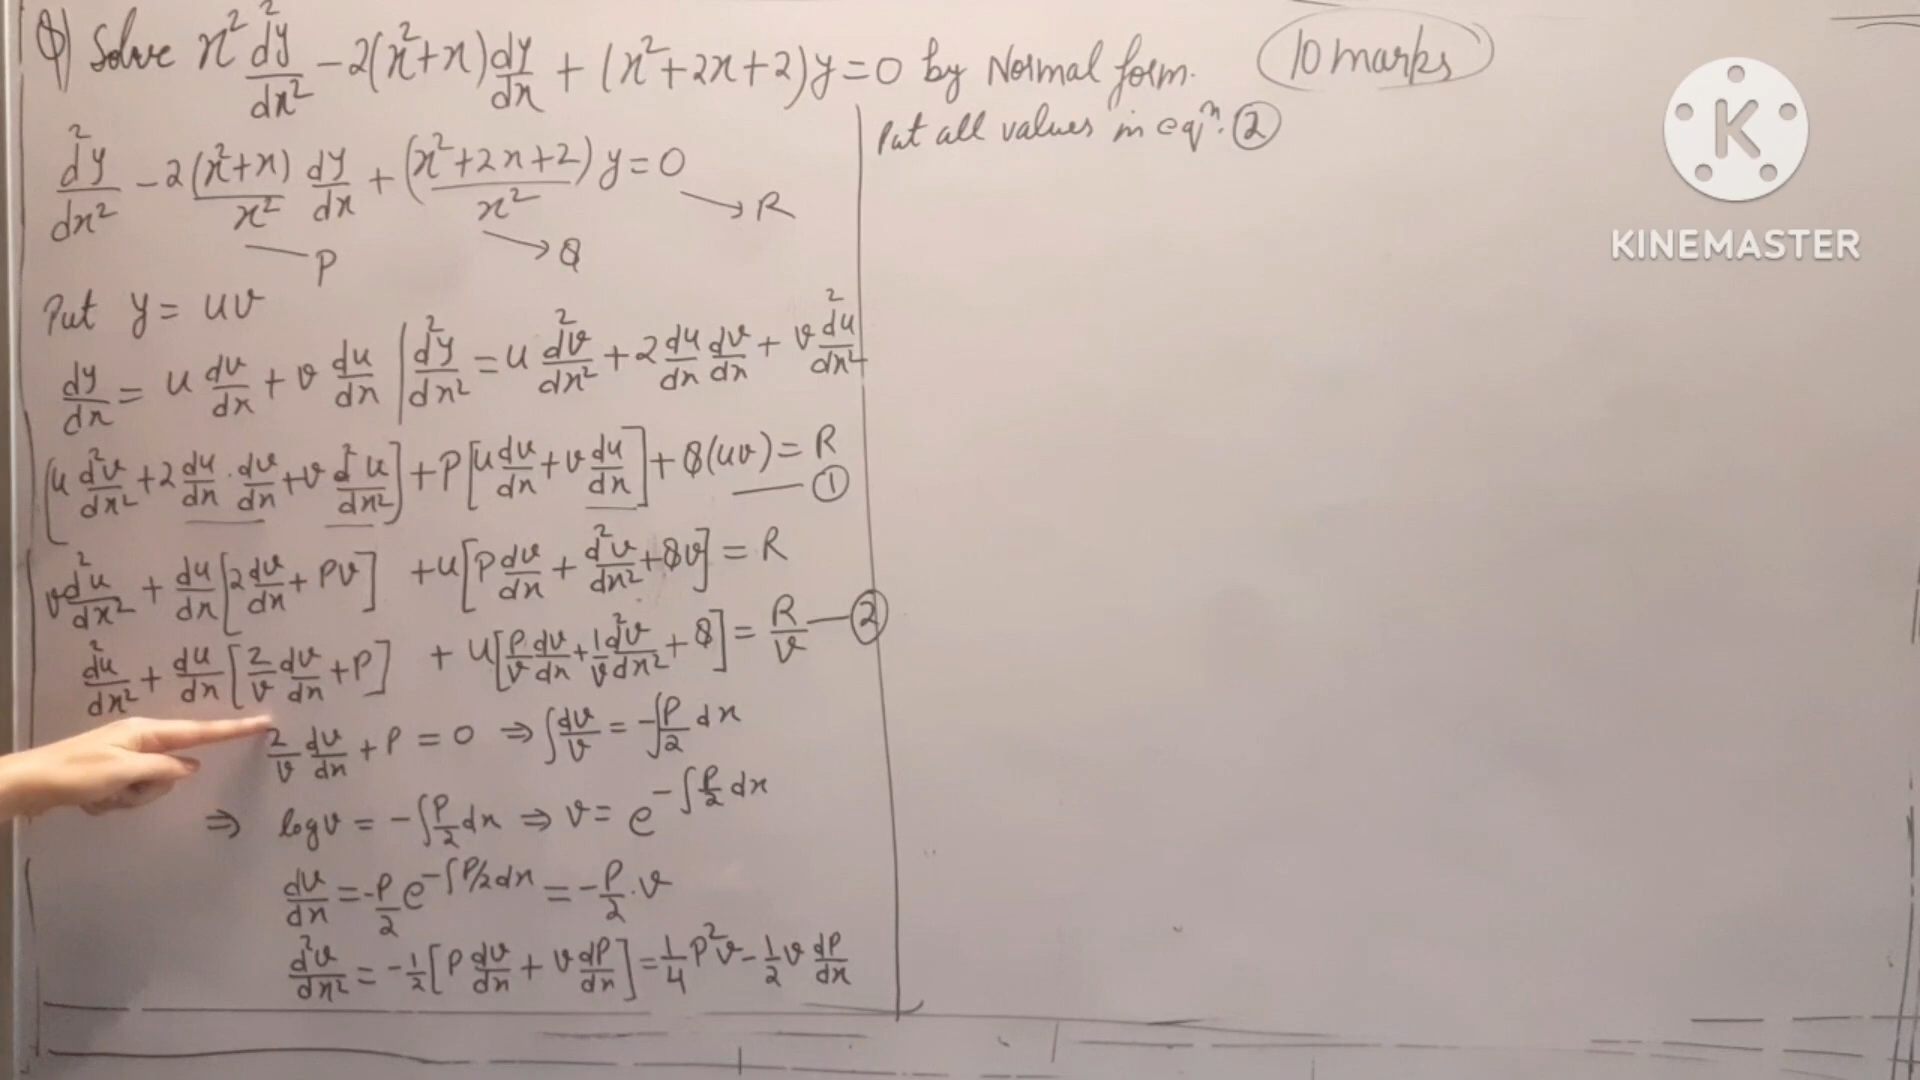 Q) Solve x² d²y/dx² - 2(x²+x) dy/dx + (x²+2x+2)y = 0 by Normal form. 10 marks
d²y/dx² - 2(x²+x)/x² dy/dx + (x²+2x+2)/x² y = 0
→ R
P → Q
Put y = uv
dy/dx = u dv/dx + v du/dx | d²y/dx² = u d²v/dx² + 2 du/dx dv/dx + v d²u/dx²
[u d²v/dx² + 2 du/dx . dv/dx + v d²u/dx²] + P[u dv/dx + v du/dx] + Q(uv) = R — ①
v d²u/dx² + du/dx [2 dv/dx + Pv] + u[P dv/dx + d²v/dx² + Qv] = R
d²u/dx² + du/dx [2/v dv/dx + P] + u[P/v dv/dx + 1/v d²v/dx² + Q] = R/v — ②
2/v dv/dx + P = 0 ⇒ ∫dv/v = -∫P/2 dx
⇒ log v = -∫P/2 dx ⇒ v = e^(-∫P/2 dx)
dv/dx = -P/2 e^(-∫P/2 dx) = -P/2 . v
d²v/dx² = -1/2 [P dv/dx + v dP/dx] = 1/4 P²v - 1/2 v dP/dx
Put all values in eqⁿ. ②
K
KINEMASTER